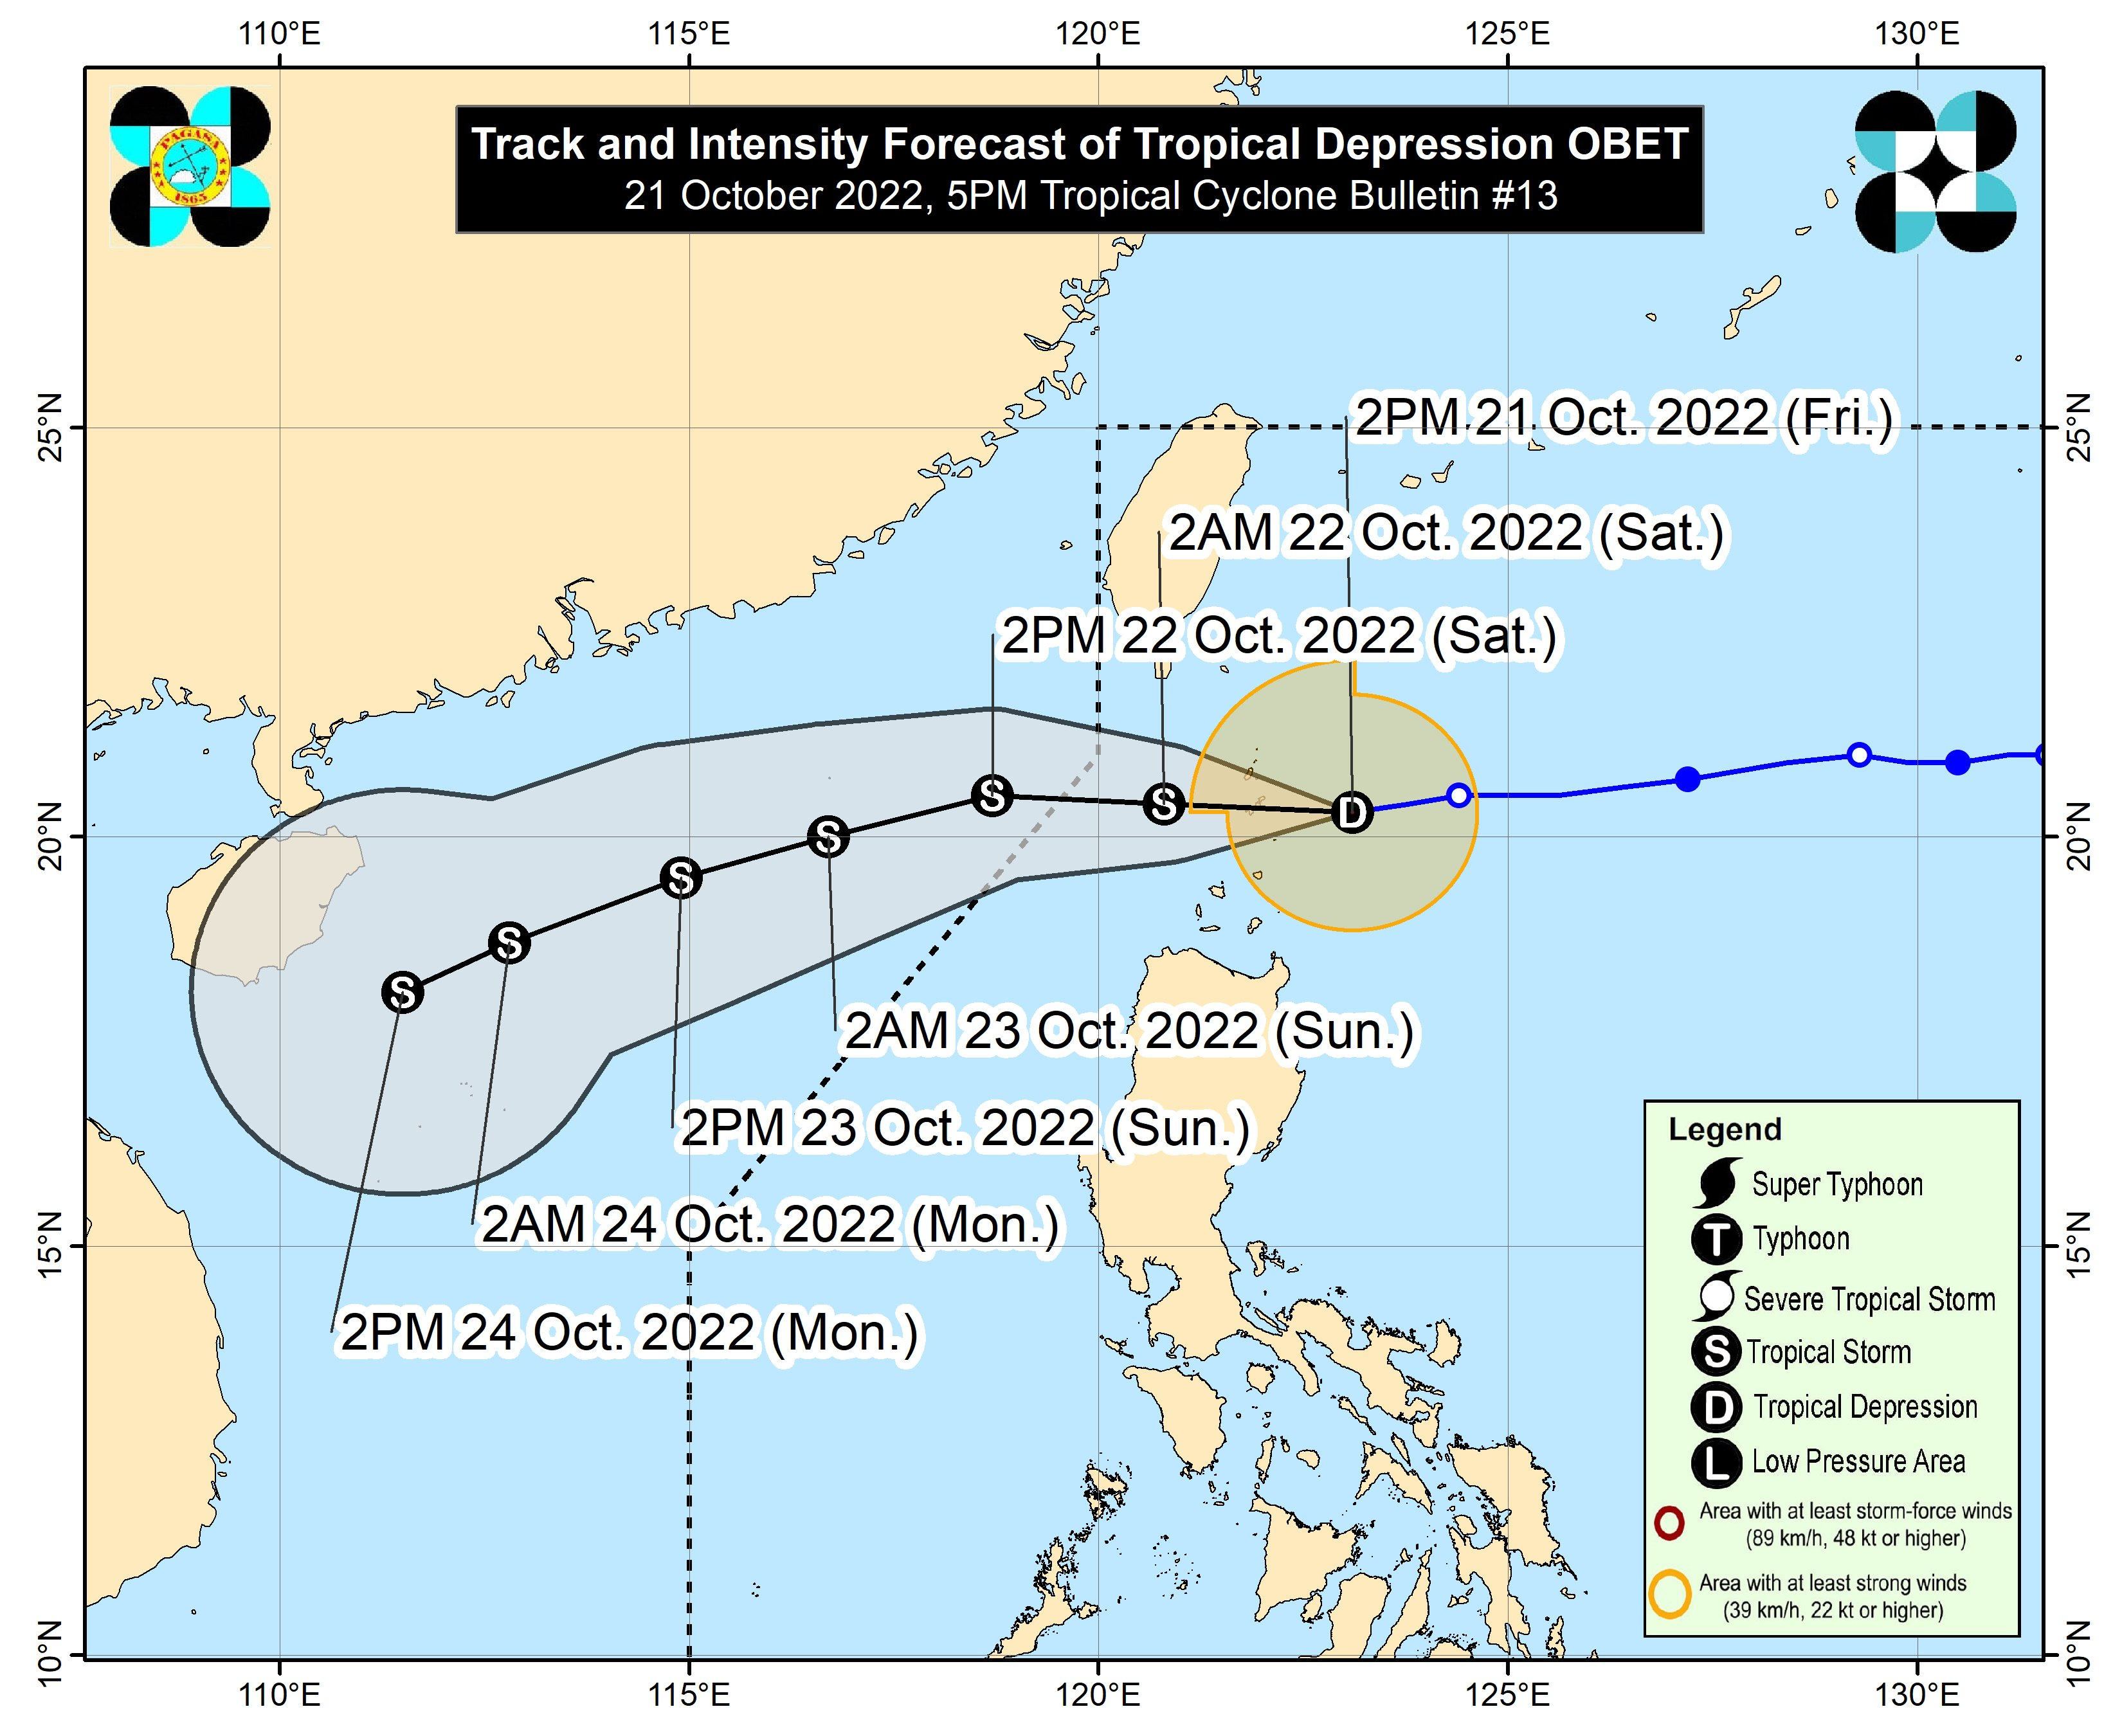 110°E 115°E 120°E 125°E 130°E
PAGASA
1865
Track and Intensity Forecast of Tropical Depression OBET
21 October 2022, 5PM Tropical Cyclone Bulletin #13
25°N 25°N
2PM 21 Oct. 2022 (Fri.)
2AM 22 Oct. 2022 (Sat.)
2PM 22 Oct. 2022 (Sat.)
20°N 20°N
S S S S S S D
2AM 23 Oct. 2022 (Sun.)
2PM 23 Oct. 2022 (Sun.)
2AM 24 Oct. 2022 (Mon.)
2PM 24 Oct. 2022 (Mon.)
15°N 15°N
Legend
Super Typhoon
T Typhoon
Severe Tropical Storm
S Tropical Storm
D Tropical Depression
L Low Pressure Area
Area with at least storm-force winds
(89 km/h, 48 kt or higher)
Area with at least strong winds
(39 km/h, 22 kt or higher)
10°N 10°N
110°E 115°E 120°E 125°E 130°E